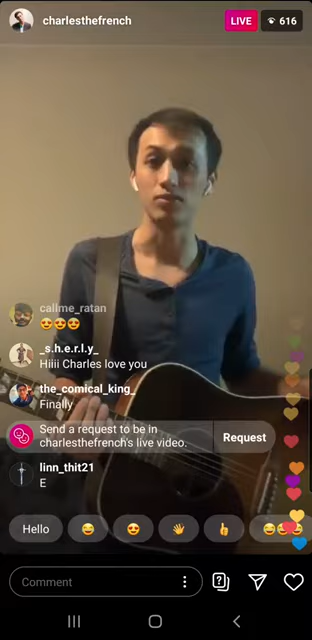 charlesthefrench
LIVE
616
callme_ratan
😍😍😍
_s.h.e.r.l.y_
Hiiii Charles love you
the_comical_king_
Finally
Send a request to be in
charlesthefrench's live video.
Request
linn_thit21
E
Hello
Comment